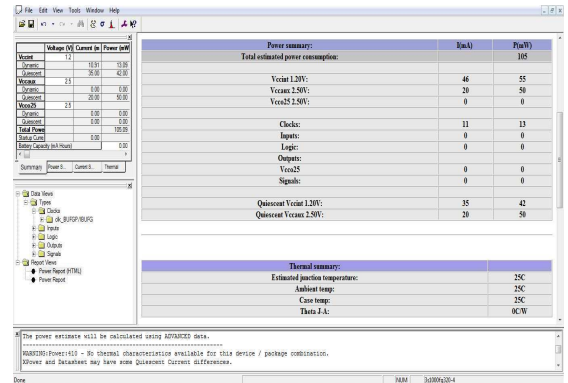 File Edit View Tools Window Help
Voltage (V) Current (m Power (mW
Vccint 1.2
Dynamic 10.91 13.09
Quiescent 35.00 42.00
Vccaux 2.5
Dynamic 0.00 0.00
Quiescent 20.00 50.00
Vcco25 2.5
Dynamic 0.00 0.00
Quiescent 0.00 0.00
Total Powe 105.09
Startup Curre 0.00
Battery Capacity (mA Hours) 0.00
Summary Power S... Current S... Thermal
Data Views
Types
Clocks
clk_BUFGP/IBUFG
Inputs
Logic
Outputs
Signals
Report Views
Power Report (HTML)
Power Report
Power summary: I(mA) P(mW)
Total estimated power consumption: 105
Vccint 1.20V: 46 55
Vccaux 2.50V: 20 50
Vcco25 2.50V: 0 0
Clocks: 11 13
Inputs: 0 0
Logic: 0 0
Outputs:
Vcco25 0 0
Signals: 0 0
Quiescent Vccint 1.20V: 35 42
Quiescent Vccaux 2.50V: 20 50
Thermal summary:
Estimated junction temperature: 25C
Ambient temp: 25C
Case temp: 25C
Theta J-A: 0C/W
The power estimate will be calculated using ADVANCED data.
WARNING:Power:410 - No thermal characteristics available for this device / package combination.
XPower and Datasheet may have some Quiescent Current differences.
Done NUM 3s1000fg320-4